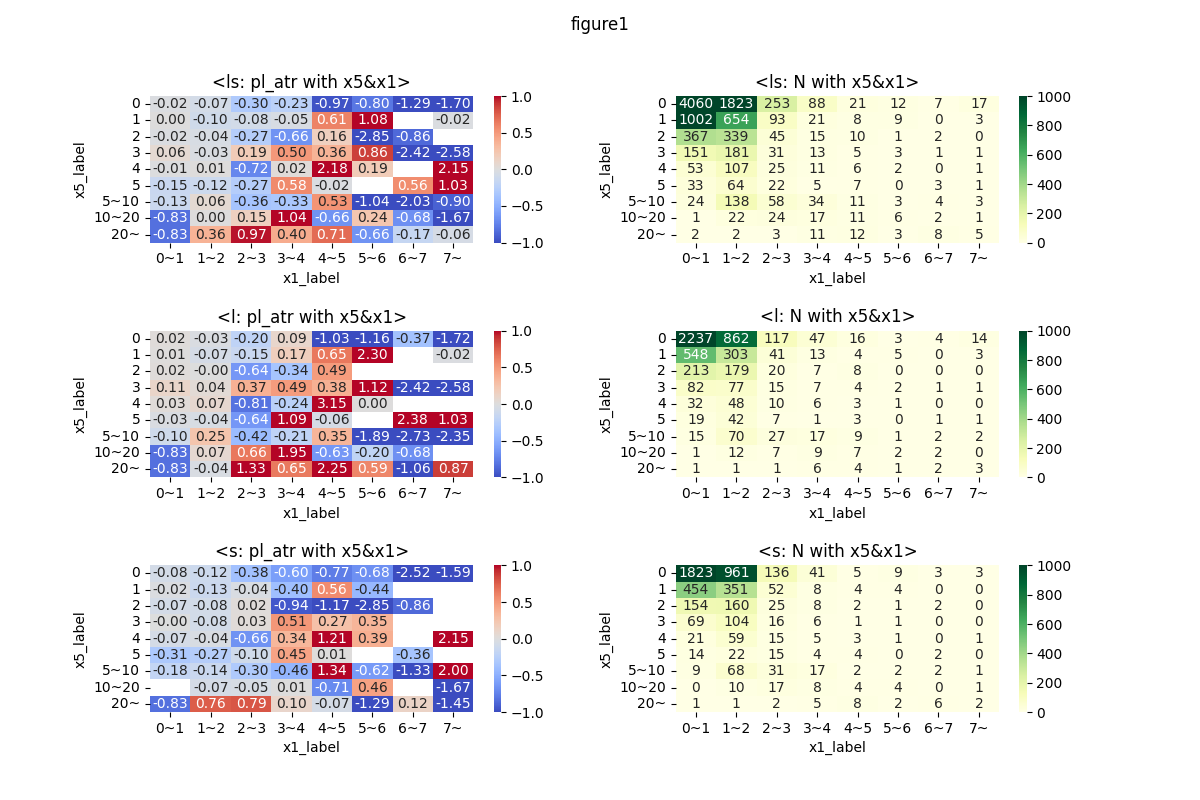 figure1
<ls: pl_atr with x5&x1>
x5_label
0 -0.02 -0.07 -0.30 -0.23 -0.97 -0.80 -1.29 -1.70
1 0.00 -0.10 -0.08 -0.05 0.61 1.08 -0.02
2 -0.02 -0.04 -0.27 -0.66 0.16 -2.85 -0.86
3 0.06 -0.03 0.19 0.50 0.36 0.86 -2.42 -2.58
4 -0.01 0.01 -0.72 0.02 2.18 0.19 2.15
5 -0.15 -0.12 -0.27 0.58 -0.02 0.56 1.03
5~10 -0.13 0.06 -0.36 -0.33 0.53 -1.04 -2.03 -0.90
10~20 -0.83 0.00 0.15 1.04 -0.66 0.24 -0.68 -1.67
20~ -0.83 0.36 0.97 0.40 0.71 -0.66 -0.17 -0.06
0~1 1~2 2~3 3~4 4~5 5~6 6~7 7~
x1_label
1.0
0.5
0.0
−0.5
−1.0
<ls: N with x5&x1>
x5_label
0 4060 1823 253 88 21 12 7 17
1 1002 654 93 21 8 9 0 3
2 367 339 45 15 10 1 2 0
3 151 181 31 13 5 3 1 1
4 53 107 25 11 6 2 0 1
5 33 64 22 5 7 0 3 1
5~10 24 138 58 34 11 3 4 3
10~20 1 22 24 17 11 6 2 1
20~ 2 2 3 11 12 3 8 5
0~1 1~2 2~3 3~4 4~5 5~6 6~7 7~
x1_label
1000
800
600
400
200
0
<l: pl_atr with x5&x1>
x5_label
0 0.02 -0.03 -0.20 0.09 -1.03 -1.16 -0.37 -1.72
1 0.01 -0.07 -0.15 0.17 0.65 2.30 -0.02
2 0.02 -0.00 -0.64 -0.34 0.49
3 0.11 0.04 0.37 0.49 0.38 1.12 -2.42 -2.58
4 0.03 0.07 -0.81 -0.24 3.15 0.00
5 -0.03 -0.04 -0.64 1.09 -0.06 2.38 1.03
5~10 -0.10 0.25 -0.42 -0.21 0.35 -1.89 -2.73 -2.35
10~20 -0.83 0.07 0.66 1.95 -0.63 -0.20 -0.68
20~ -0.83 -0.04 1.33 0.65 2.25 0.59 -1.06 0.87
0~1 1~2 2~3 3~4 4~5 5~6 6~7 7~
x1_label
1.0
0.5
0.0
−0.5
−1.0
<l: N with x5&x1>
x5_label
0 2237 862 117 47 16 3 4 14
1 548 303 41 13 4 5 0 3
2 213 179 20 7 8 0 0 0
3 82 77 15 7 4 2 1 1
4 32 48 10 6 3 1 0 0
5 19 42 7 1 3 0 1 1
5~10 15 70 27 17 9 1 2 2
10~20 1 12 7 9 7 2 2 0
20~ 1 1 1 6 4 1 2 3
0~1 1~2 2~3 3~4 4~5 5~6 6~7 7~
x1_label
1000
800
600
400
200
0
<s: pl_atr with x5&x1>
x5_label
0 -0.08 -0.12 -0.38 -0.60 -0.77 -0.68 -2.52 -1.59
1 -0.02 -0.13 -0.04 -0.40 0.56 -0.44
2 -0.07 -0.08 0.02 -0.94 -1.17 -2.85 -0.86
3 -0.00 -0.08 0.03 0.51 0.27 0.35
4 -0.07 -0.04 -0.66 0.34 1.21 0.39 2.15
5 -0.31 -0.27 -0.10 0.45 0.01 -0.36
5~10 -0.18 -0.14 -0.30 -0.46 1.34 -0.62 -1.33 2.00
10~20 -0.07 -0.05 0.01 -0.71 0.46 -1.67
20~ -0.83 0.76 0.79 0.10 -0.07 -1.29 0.12 -1.45
0~1 1~2 2~3 3~4 4~5 5~6 6~7 7~
x1_label
1.0
0.5
0.0
−0.5
−1.0
<s: N with x5&x1>
x5_label
0 1823 961 136 41 5 9 3 3
1 454 351 52 8 4 4 0 0
2 154 160 25 8 2 1 2 0
3 69 104 16 6 1 1 0 0
4 21 59 15 5 3 1 0 1
5 14 22 15 4 4 0 2 0
5~10 9 68 31 17 2 2 2 1
10~20 0 10 17 8 4 4 0 1
20~ 1 1 2 5 8 2 6 2
0~1 1~2 2~3 3~4 4~5 5~6 6~7 7~
x1_label
1000
800
600
400
200
0